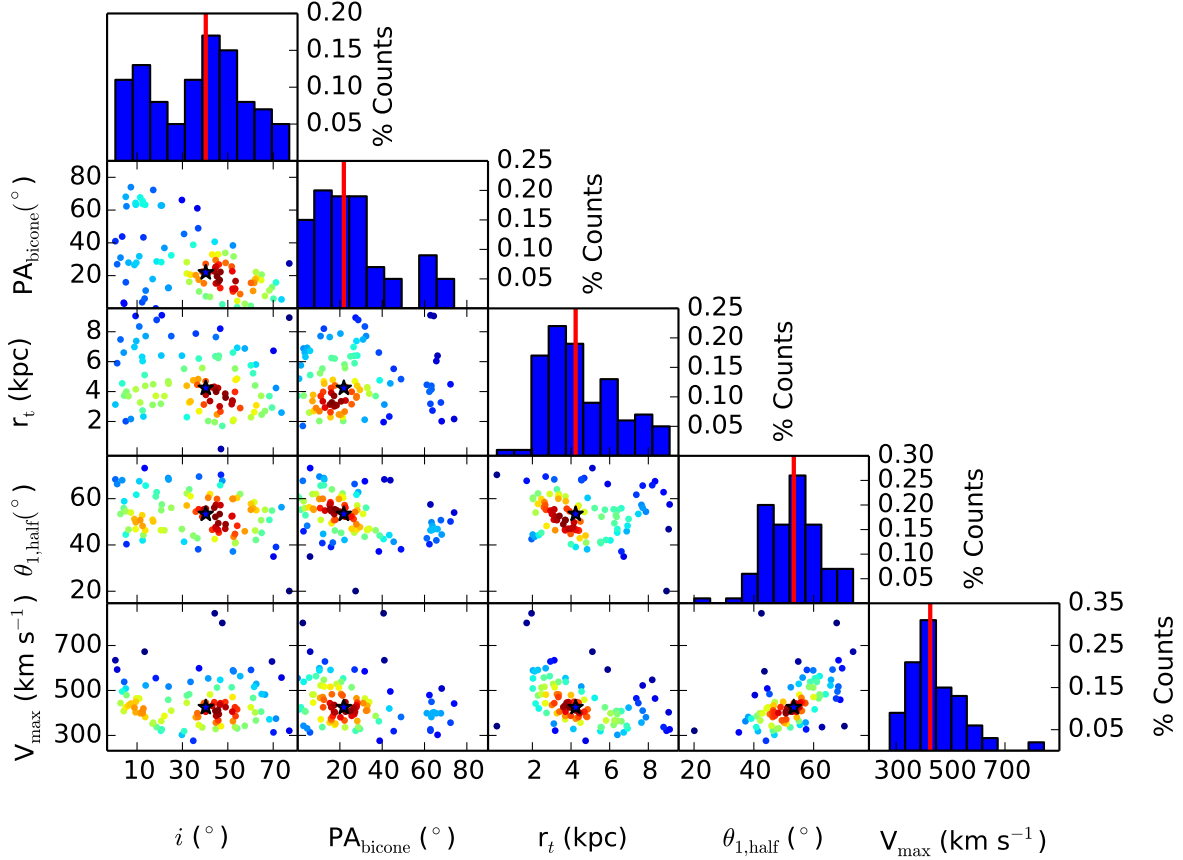 0.20
0.15
0.10
0.05
% Counts
80
60
40
20
PA_bicone(°)
0.25
0.20
0.15
0.10
0.05
% Counts
8
6
4
2
r_t (kpc)
0.25
0.20
0.15
0.10
0.05
% Counts
60
40
20
θ_1,half(°)
0.30
0.25
0.20
0.15
0.10
0.05
% Counts
700
500
300
V_max (km s⁻¹)
0.35
0.25
0.15
0.05
% Counts
10 30 50 70
20 40 60 80
2 4 6 8
20 40 60
300 500 700
i (°)
PA_bicone (°)
r_t (kpc)
θ_1,half (°)
V_max (km s⁻¹)